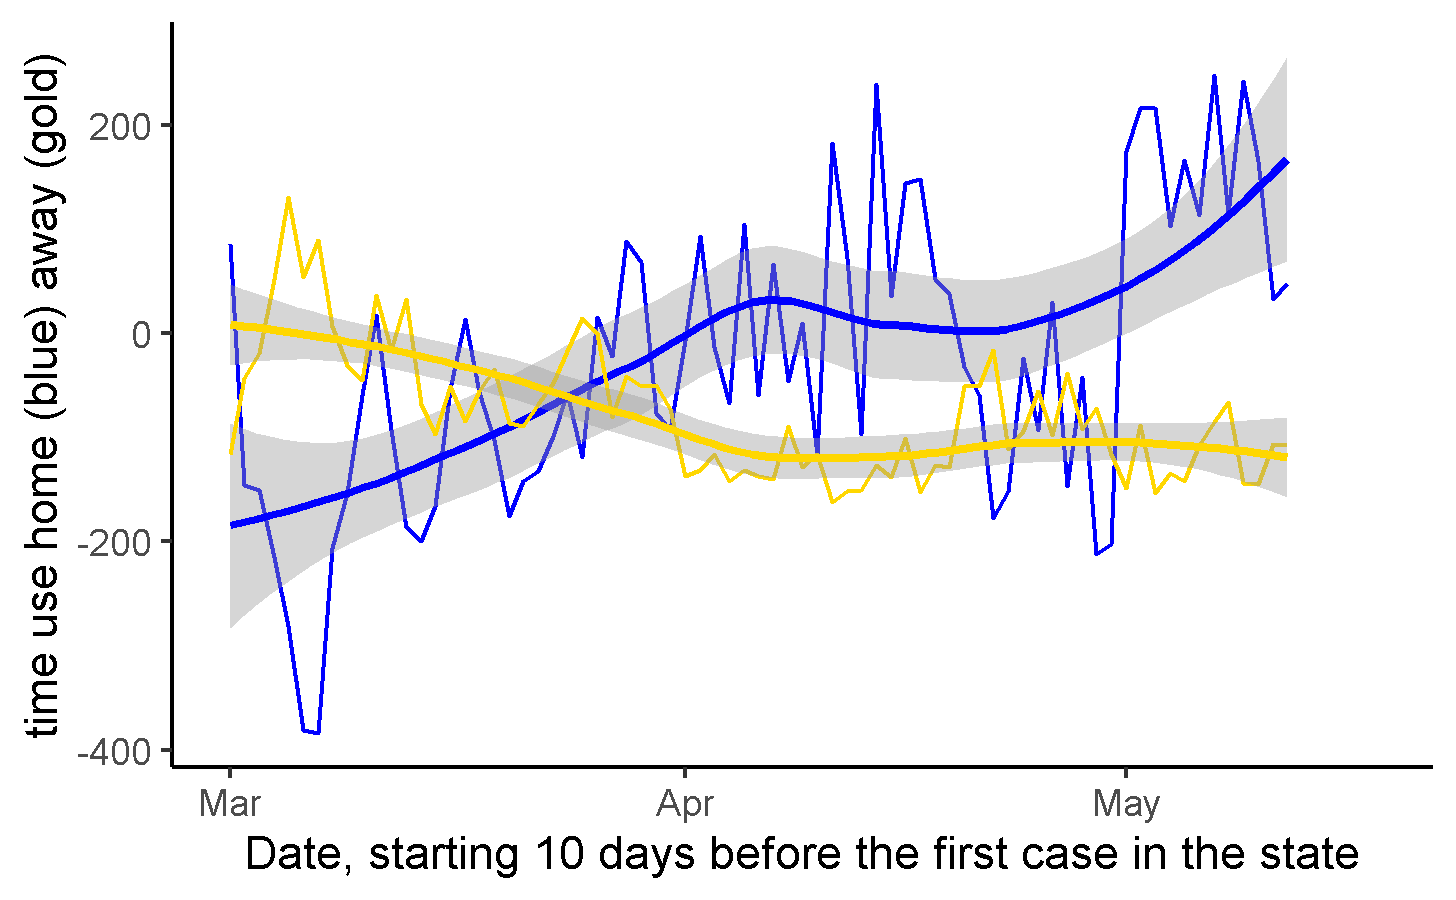 time use home (blue) away (gold)
200
0
-200
-400
Mar
Apr
May
Date, starting 10 days before the first case in the state